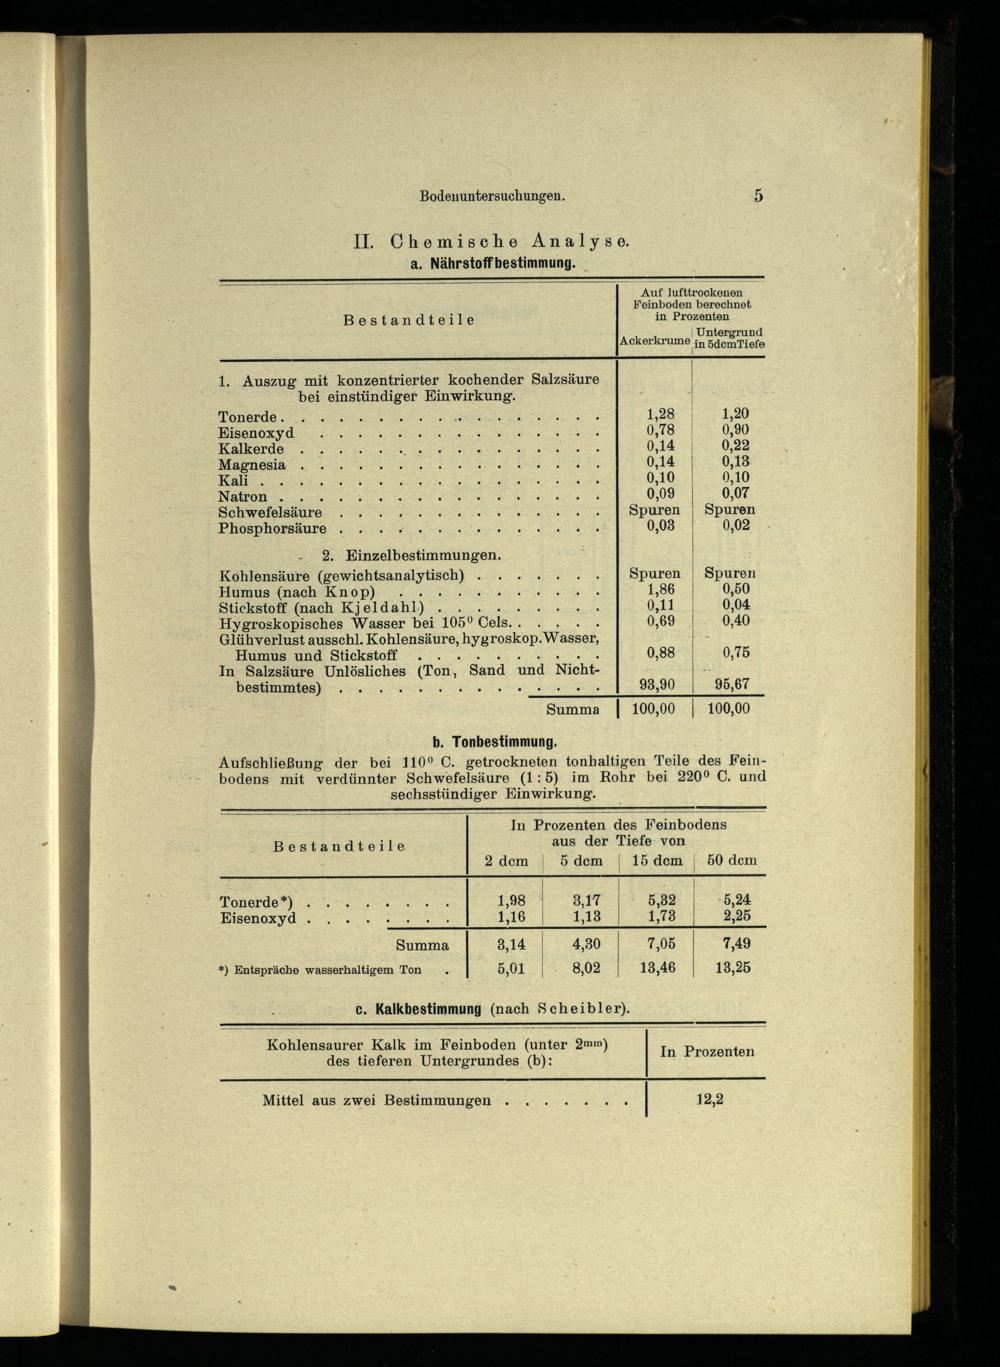 Bodenuntersuchungen. 5
II. Chemische Analyse.
a. Nährstoffbestimmung.
Bestandteile
Auf lufttrockenen
Feinboden berechnet
in Prozenten
Ackerkrume
Untergrund
in 5dcm Tiefe
1. Auszug mit konzentrierter kochender Salzsäure
bei einstündiger Einwirkung.
Tonerde . . . . . . . . . . . . . . . . . 1,28 1,20
Eisenoxyd . . . . . . . . . . . . . . . 0,78 0,90
Kalkerde . . . . . . . . . . . . . . . . 0,14 0,22
Magnesia . . . . . . . . . . . . . . . . 0,14 0,13
Kali . . . . . . . . . . . . . . . . . . 0,10 0,10
Natron . . . . . . . . . . . . . . . . . 0,09 0,07
Schwefelsäure . . . . . . . . . . . . . . Spuren Spuren
Phosphorsäure . . . . . . . . . . . . . . 0,03 0,02
2. Einzelbestimmungen.
Kohlensäure (gewichtsanalytisch) . . . . . . . Spuren Spuren
Humus (nach Knop) . . . . . . . . . . . 1,86 0,50
Stickstoff (nach Kjeldahl) . . . . . . . . . 0,11 0,04
Hygroskopisches Wasser bei 105⁰ Cels. . . . . . 0,69 0,40
Glühverlust ausschl. Kohlensäure, hygroskop. Wasser,
Humus und Stickstoff . . . . . . . . . . 0,88 0,75
In Salzsäure Unlösliches (Ton, Sand und Nicht-
bestimmtes) . . . . . . . . . . . . . . 93,90 95,67
Summa 100,00 100,00
b. Tonbestimmung.
Aufschließung der bei 110⁰ C. getrockneten tonhaltigen Teile des Fein-
bodens mit verdünnter Schwefelsäure (1 : 5) im Rohr bei 220⁰ C. und
sechsstündiger Einwirkung.
Bestandteile
In Prozenten des Feinbodens
aus der Tiefe von
2 dcm 5 dcm 15 dcm 50 dcm
Tonerde*) . . . . . . . . 1,98 3,17 5,32 5,24
Eisenoxyd . . . . . . . . 1,16 1,13 1,73 2,25
Summa 3,14 4,30 7,05 7,49
*) Entspräche wasserhaltigem Ton . 5,01 8,02 13,46 13,25
c. Kalkbestimmung (nach Scheibler).
Kohlensaurer Kalk im Feinboden (unter 2ᵐᵐ)
des tieferen Untergrundes (b):
In Prozenten
Mittel aus zwei Bestimmungen . . . . . . . 12,2